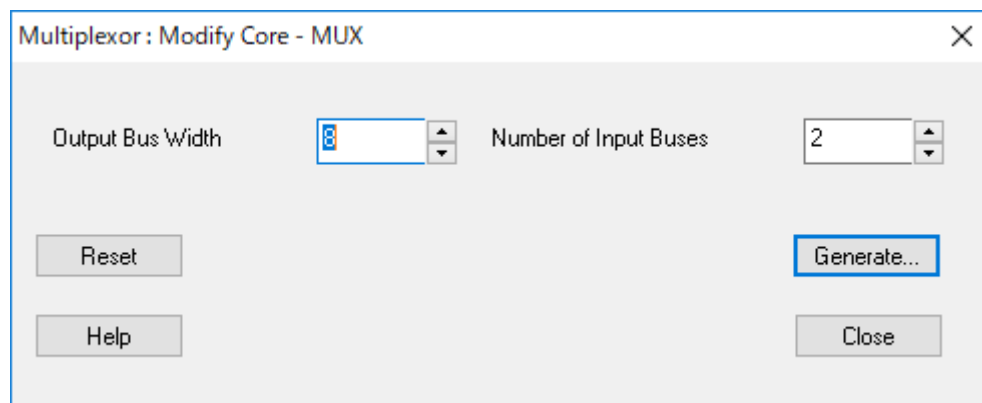 Multiplexor : Modify Core - MUX
Output Bus Width 8 Number of Input Buses 2
Reset Generate...
Help Close